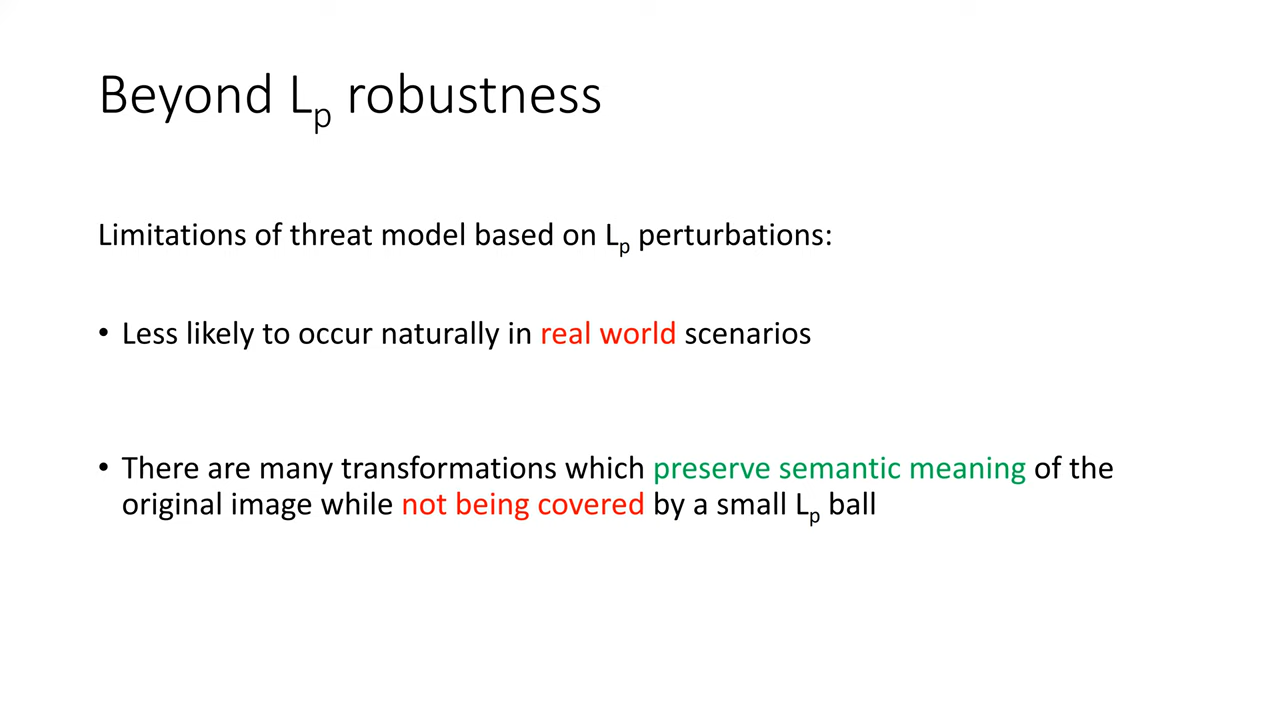 Beyond Lp robustness
Limitations of threat model based on Lp perturbations:
• Less likely to occur naturally in real world scenarios
• There are many transformations which preserve semantic meaning of the
original image while not being covered by a small Lp ball